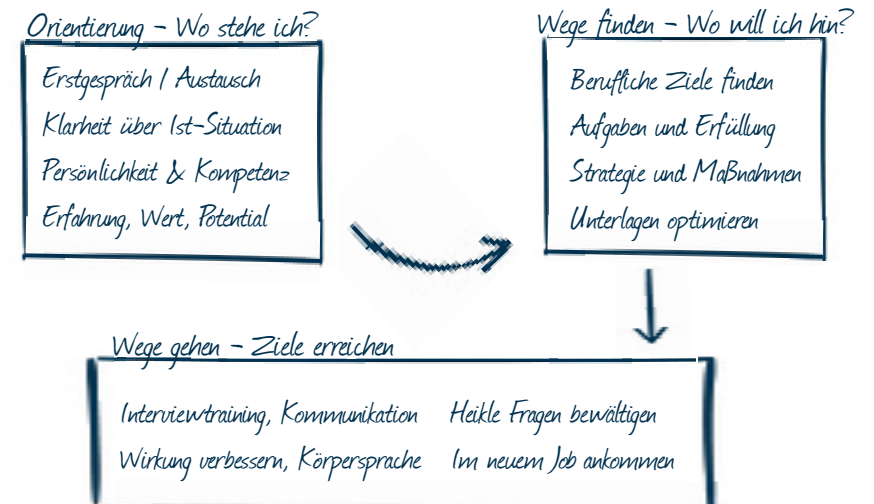 Orientierung - Wo stehe ich?
Erstgespräch / Austausch
Klarheit über Ist-Situation
Persönlichkeit & Kompetenz
Erfahrung, Wert, Potential
Wege finden - Wo will ich hin?
Berufliche Ziele finden
Aufgaben und Erfüllung
Strategie und Maßnahmen
Unterlagen optimieren
Wege gehen - Ziele erreichen
Interviewtraining, Kommunikation
Wirkung verbessern, Körpersprache
Heikle Fragen bewältigen
Im neuem Job ankommen